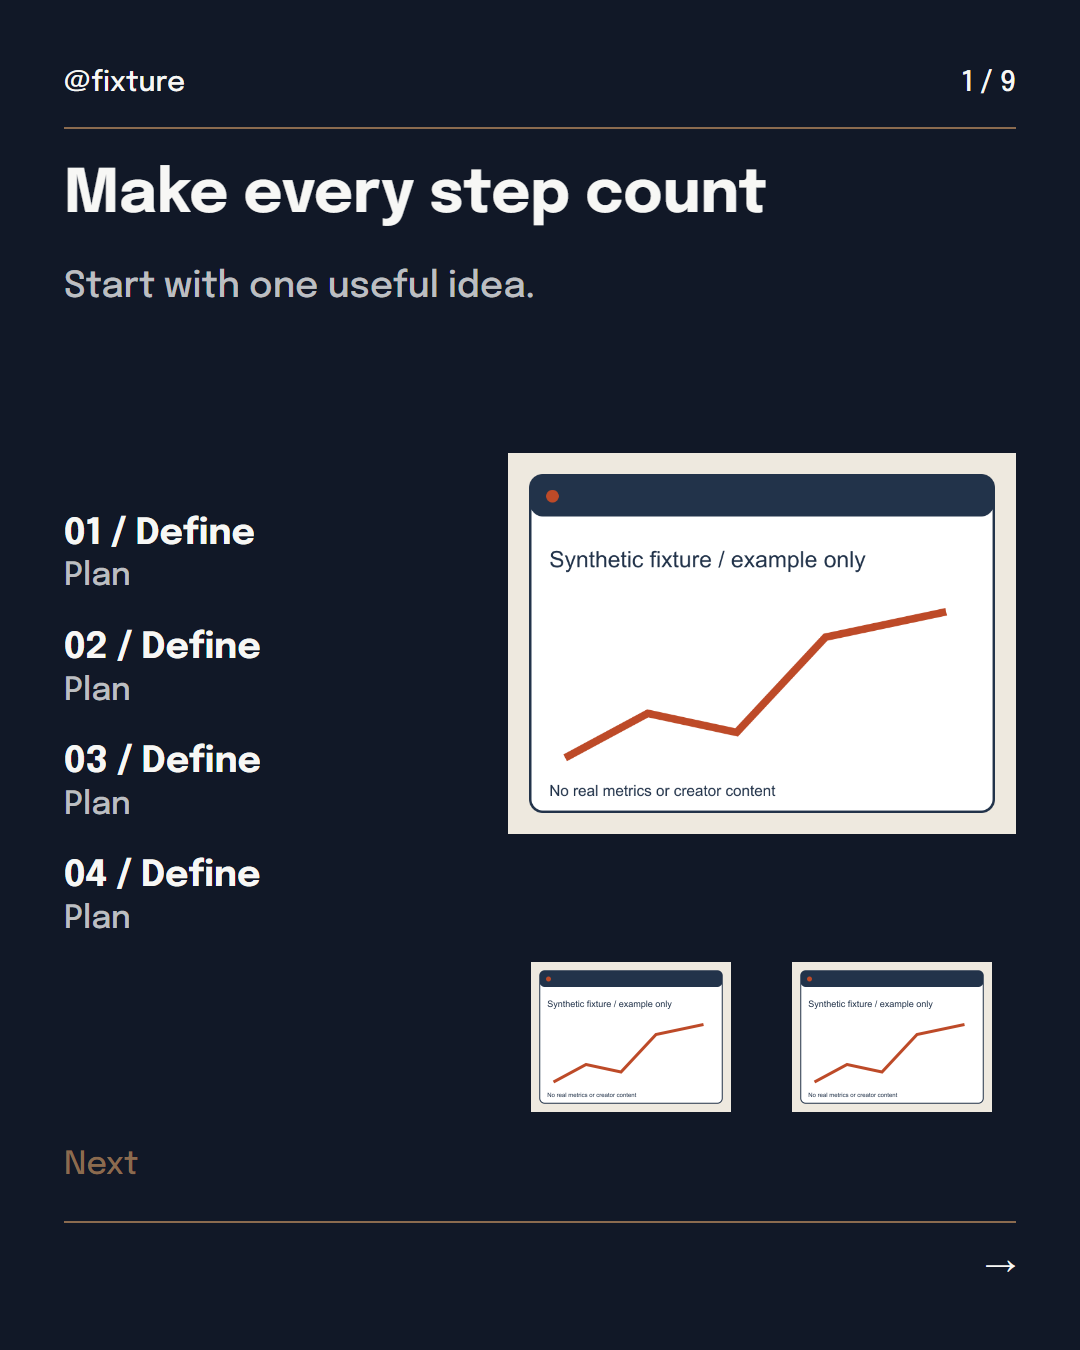 @fixture
1 / 9
Make every step count
Start with one useful idea.
01 / Define
Plan
02 / Define
Plan
03 / Define
Plan
04 / Define
Plan
Synthetic fixture / example only
No real metrics or creator content
Synthetic fixture / example only
No real metrics or creator content
Synthetic fixture / example only
No real metrics or creator content
Next
→